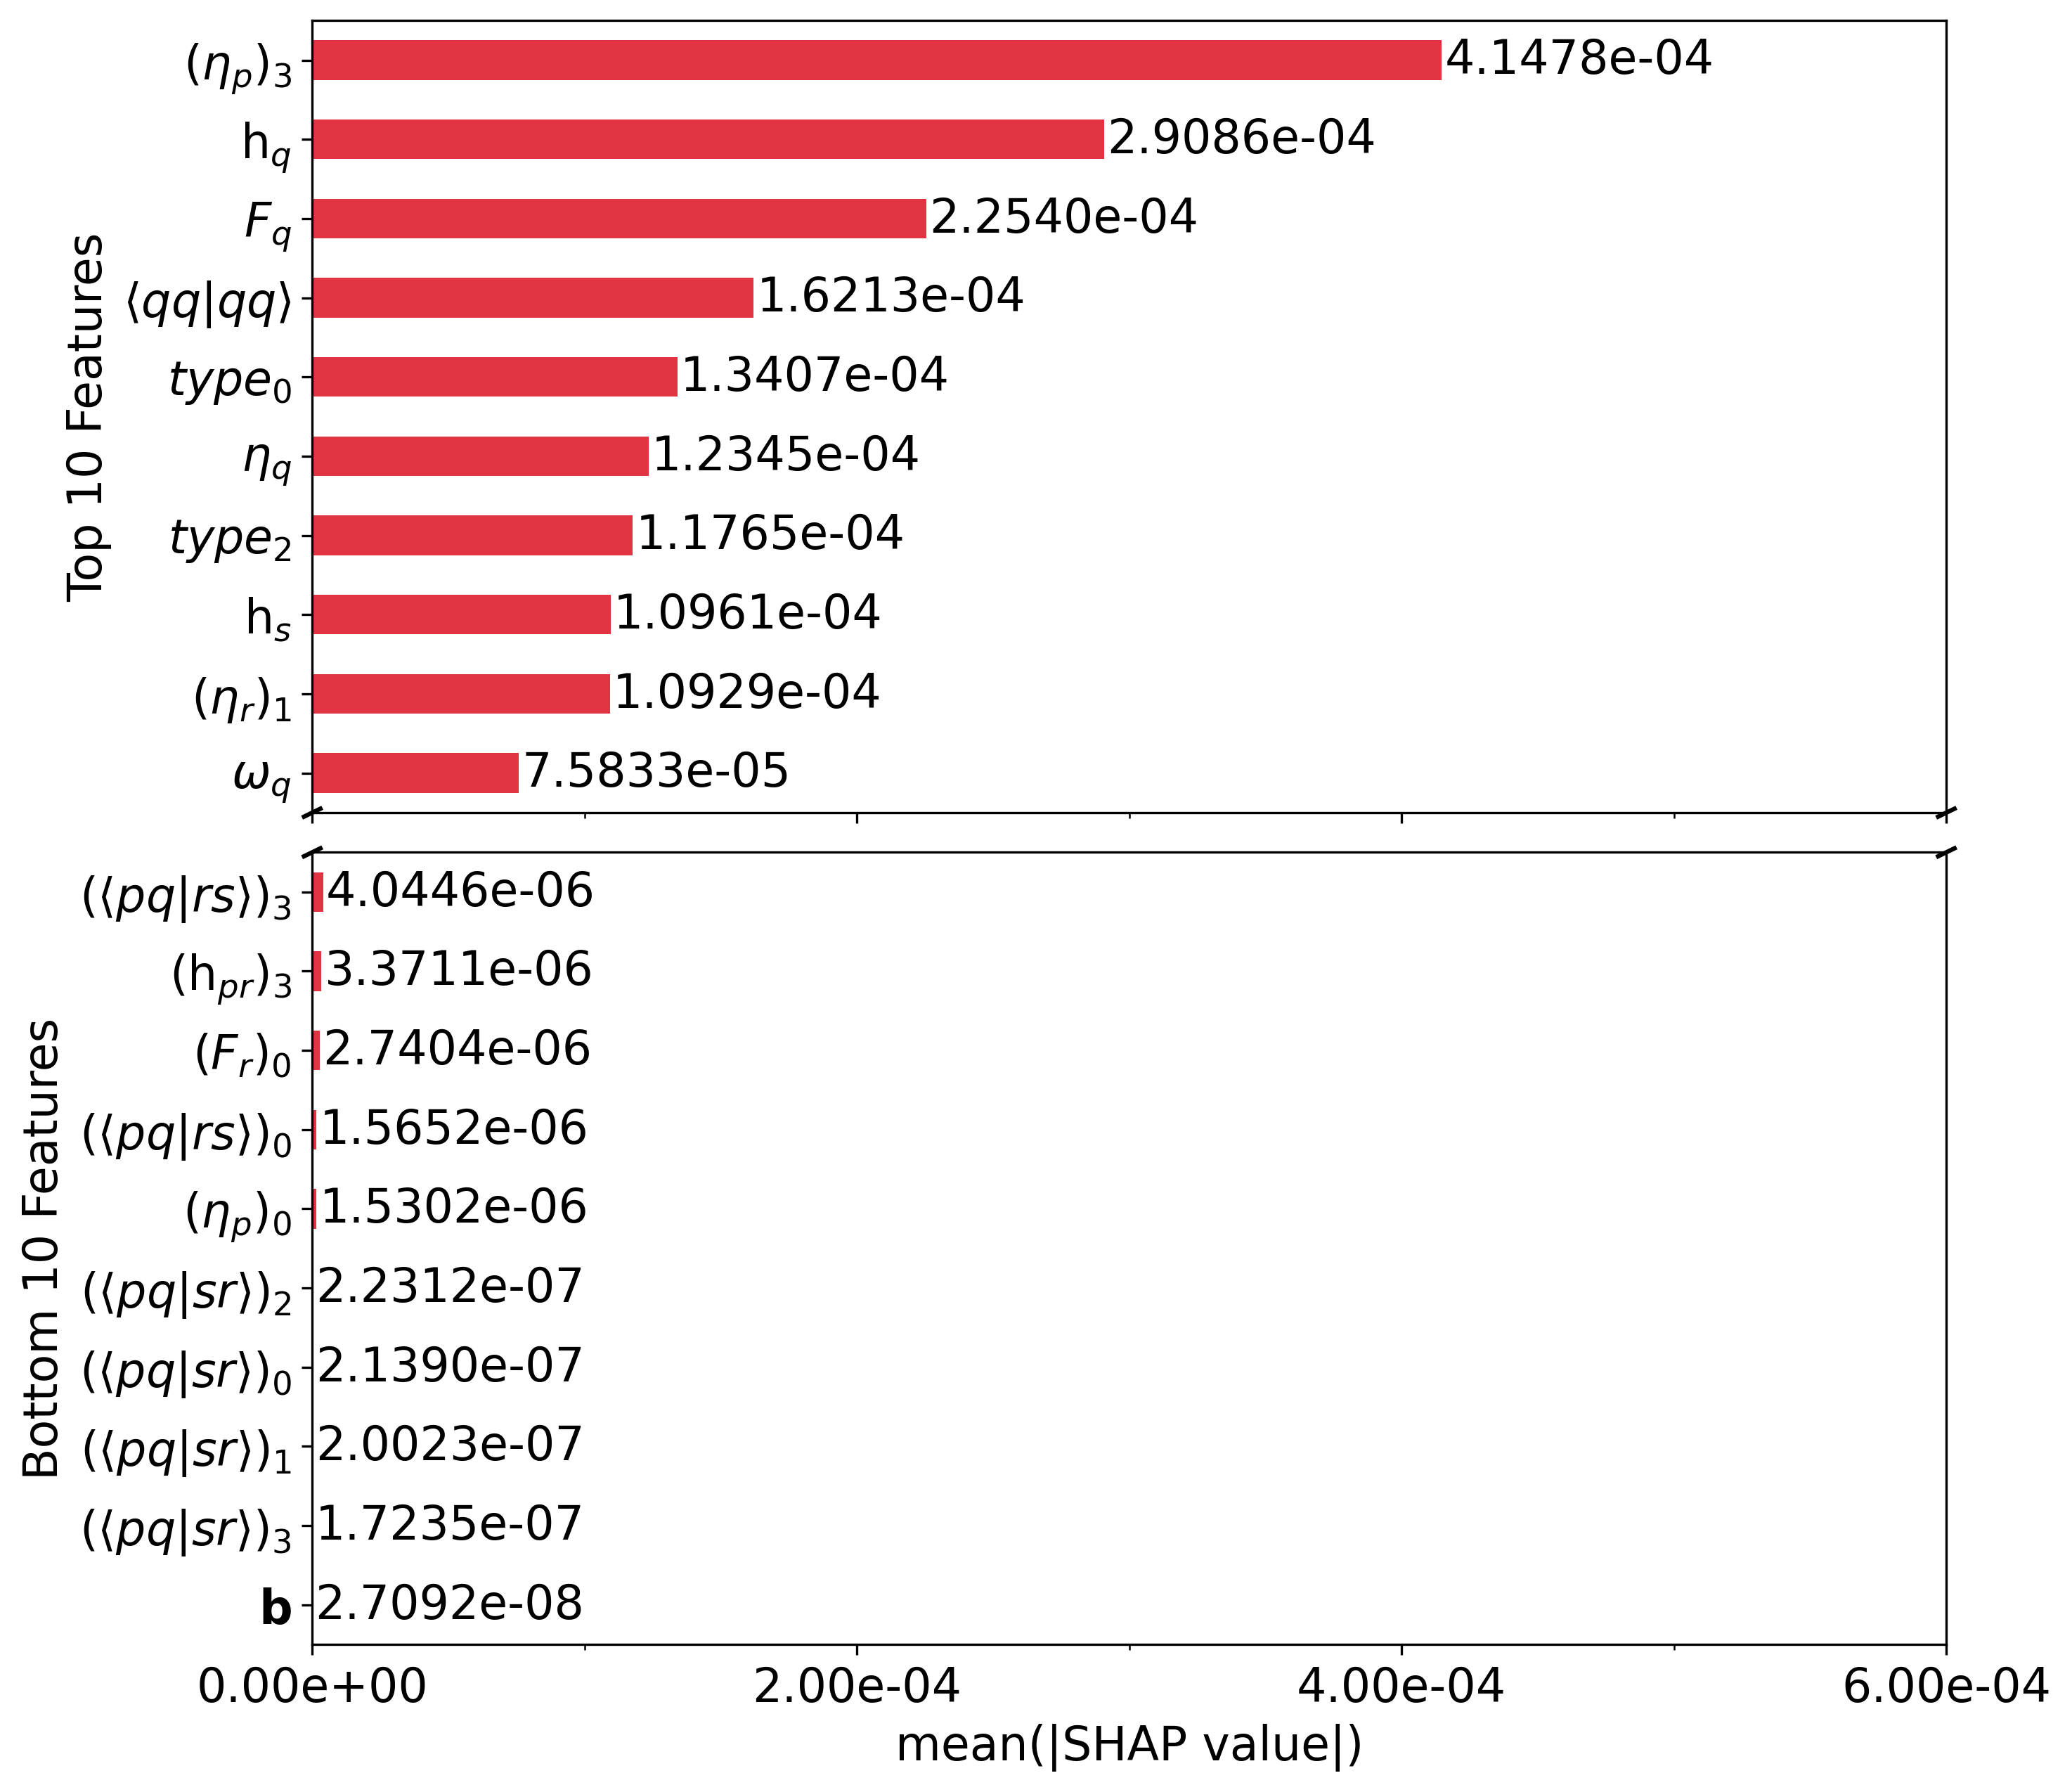 Top 10 Features
(η_p)_3 4.1478e-04
h_q 2.9086e-04
F_q 2.2540e-04
⟨qq|qq⟩ 1.6213e-04
type_0 1.3407e-04
η_q 1.2345e-04
type_2 1.1765e-04
h_s 1.0961e-04
(η_r)_1 1.0929e-04
ω_q 7.5833e-05
Bottom 10 Features
(⟨pq|rs⟩)_3 4.0446e-06
(h_pr)_3 3.3711e-06
(F_r)_0 2.7404e-06
(⟨pq|rs⟩)_0 1.5652e-06
(η_p)_0 1.5302e-06
(⟨pq|sr⟩)_2 2.2312e-07
(⟨pq|sr⟩)_0 2.1390e-07
(⟨pq|sr⟩)_1 2.0023e-07
(⟨pq|sr⟩)_3 1.7235e-07
b 2.7092e-08
0.00e+00 2.00e-04 4.00e-04 6.00e-04
mean(|SHAP value|)